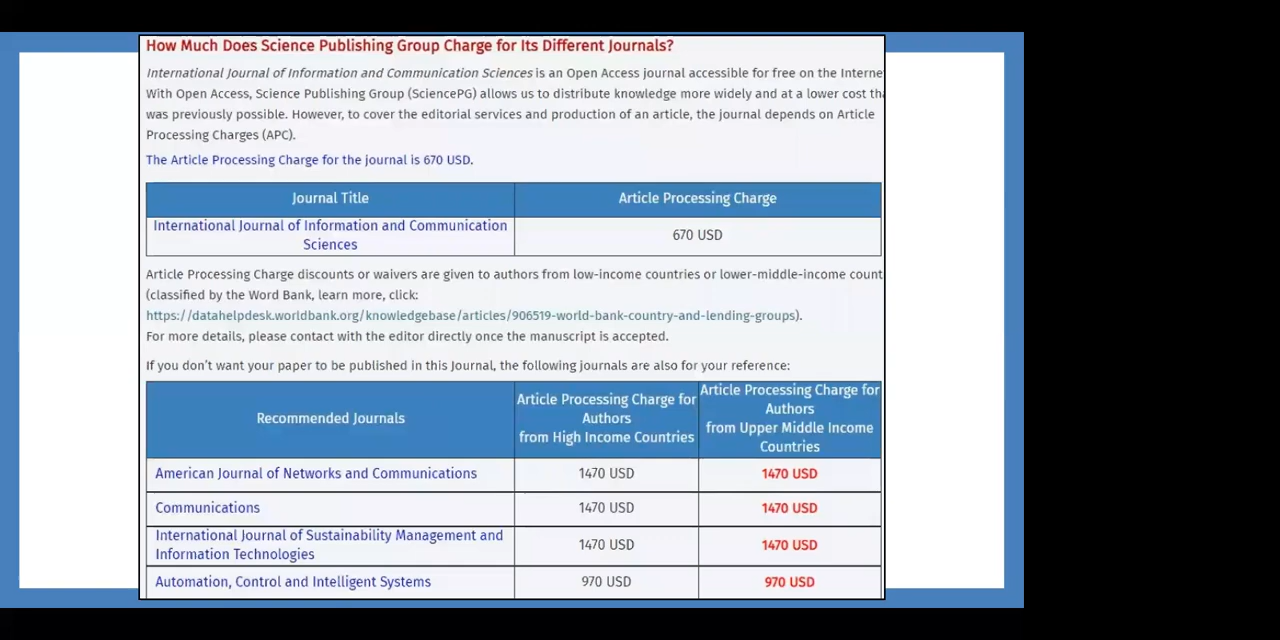 How Much Does Science Publishing Group Charge for Its Different Journals?
International Journal of Information and Communication Sciences is an Open Access journal accessible for free on the Interne
With Open Access, Science Publishing Group (SciencePG) allows us to distribute knowledge more widely and at a lower cost tha
was previously possible. However, to cover the editorial services and production of an article, the journal depends on Article
Processing Charges (APC).
The Article Processing Charge for the journal is 670 USD.
Journal Title Article Processing Charge
International Journal of Information and Communication
Sciences 670 USD
Article Processing Charge discounts or waivers are given to authors from low-income countries or lower-middle-income count
(classified by the Word Bank, learn more, click:
https://datahelpdesk.worldbank.org/knowledgebase/articles/906519-world-bank-country-and-lending-groups).
For more details, please contact with the editor directly once the manuscript is accepted.
If you don't want your paper to be published in this Journal, the following journals are also for your reference:
Recommended Journals
Article Processing Charge for
Authors
from High Income Countries
Article Processing Charge for
Authors
from Upper Middle Income
Countries
American Journal of Networks and Communications 1470 USD 1470 USD
Communications 1470 USD 1470 USD
International Journal of Sustainability Management and
Information Technologies 1470 USD 1470 USD
Automation, Control and Intelligent Systems 970 USD 970 USD